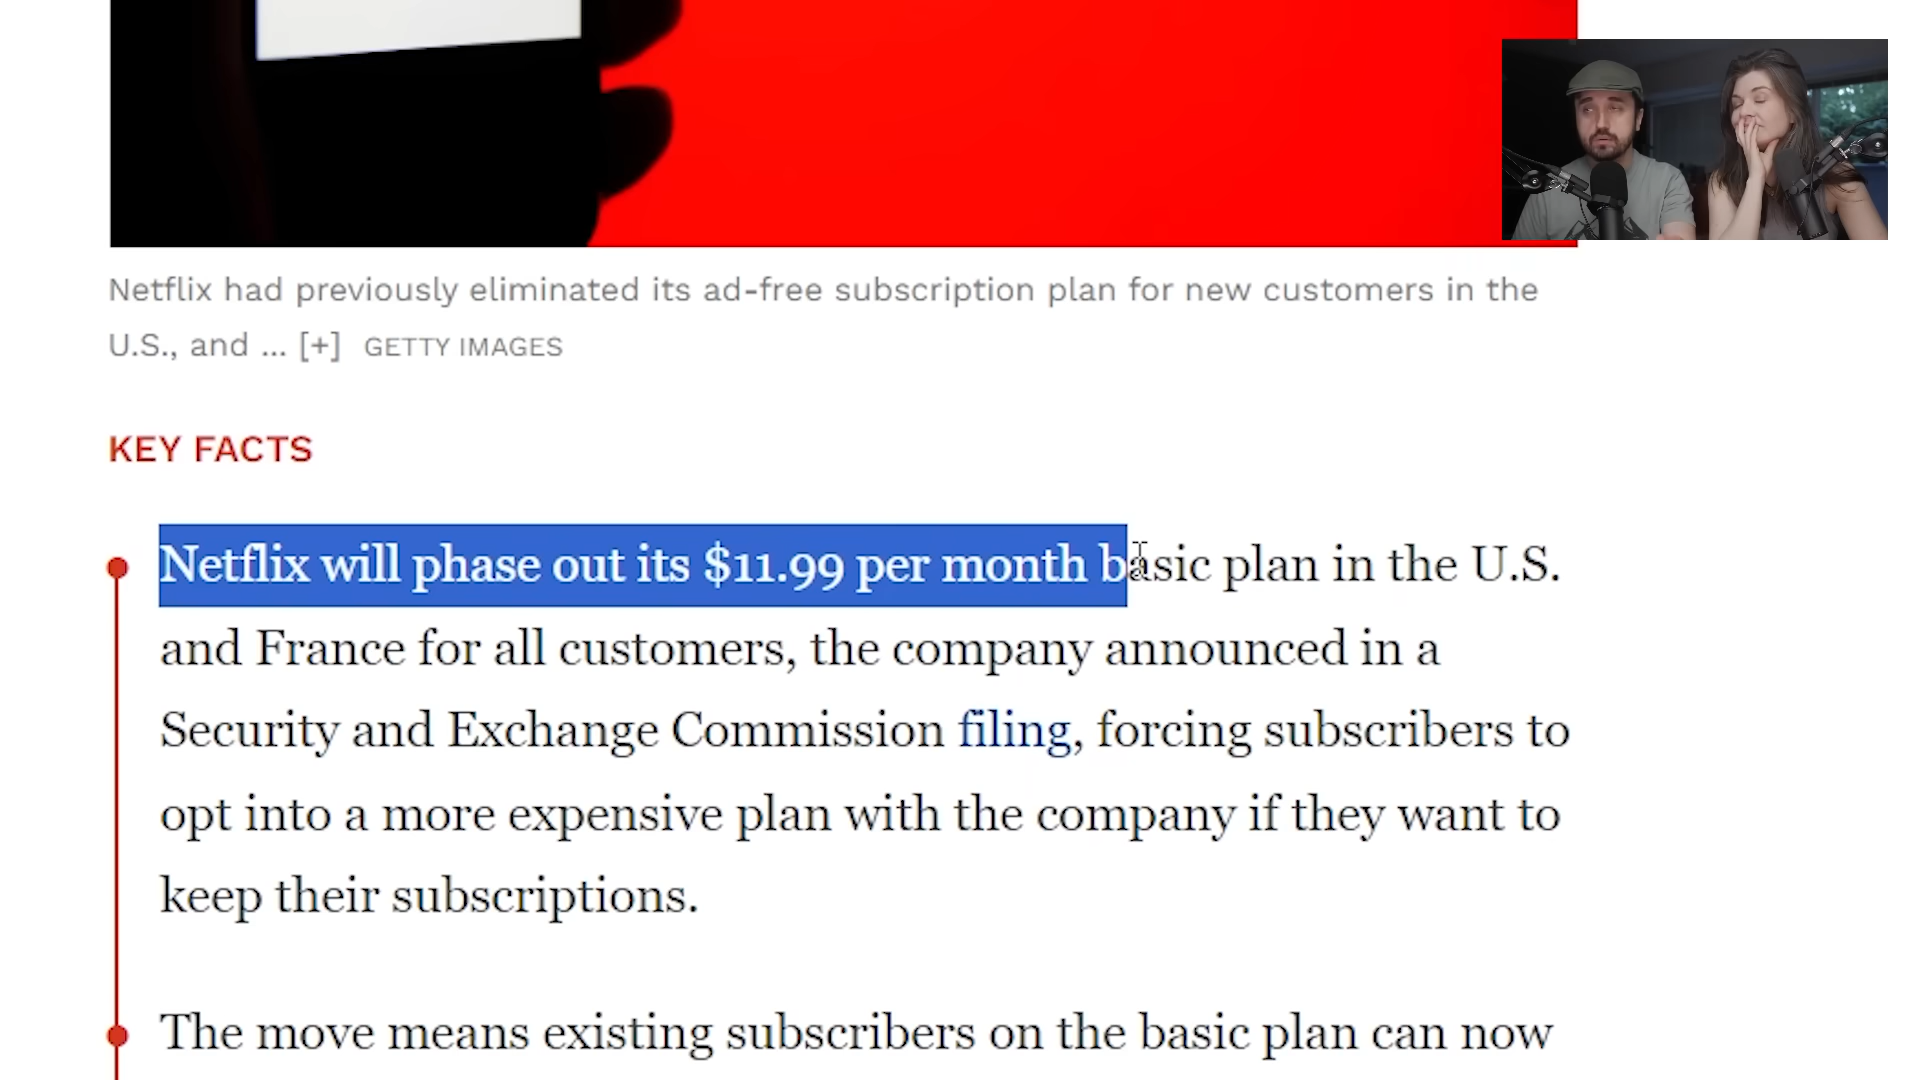 Netflix had previously eliminated its ad-free subscription plan for new customers in the
U.S., and ... [+] GETTY IMAGES
KEY FACTS
Netflix will phase out its $11.99 per month basic plan in the U.S.
and France for all customers, the company announced in a
Security and Exchange Commission filing, forcing subscribers to
opt into a more expensive plan with the company if they want to
keep their subscriptions.
The move means existing subscribers on the basic plan can now